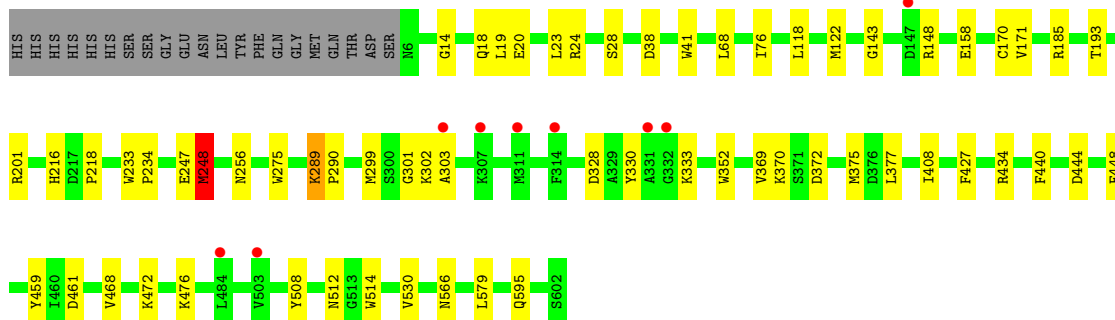 HIS HIS HIS HIS HIS HIS SER SER GLY GLU ASN LEU TYR PHE GLN GLY MET GLN THR ASP SER N6 G14 Q18 L19 E20 L23 R24 S28 D38 W41 L68 I76 L118 M122 G143 D147 R148 E158 C170 V171 R185 T193
R201 H216 D217 P218 W233 P234 E247 M248 N256 W275 K289 P290 M299 S300 G301 K302 A303 K307 M311 F314 D328 A329 Y330 A331 G332 K333 W352 V369 K370 S371 D372 M375 D376 L377 I408 F427 R434 F440 D444
Y459 I460 D461 V468 K472 K476 L484 V503 Y508 N512 G513 W514 V530 N566 L579 Q595 S602